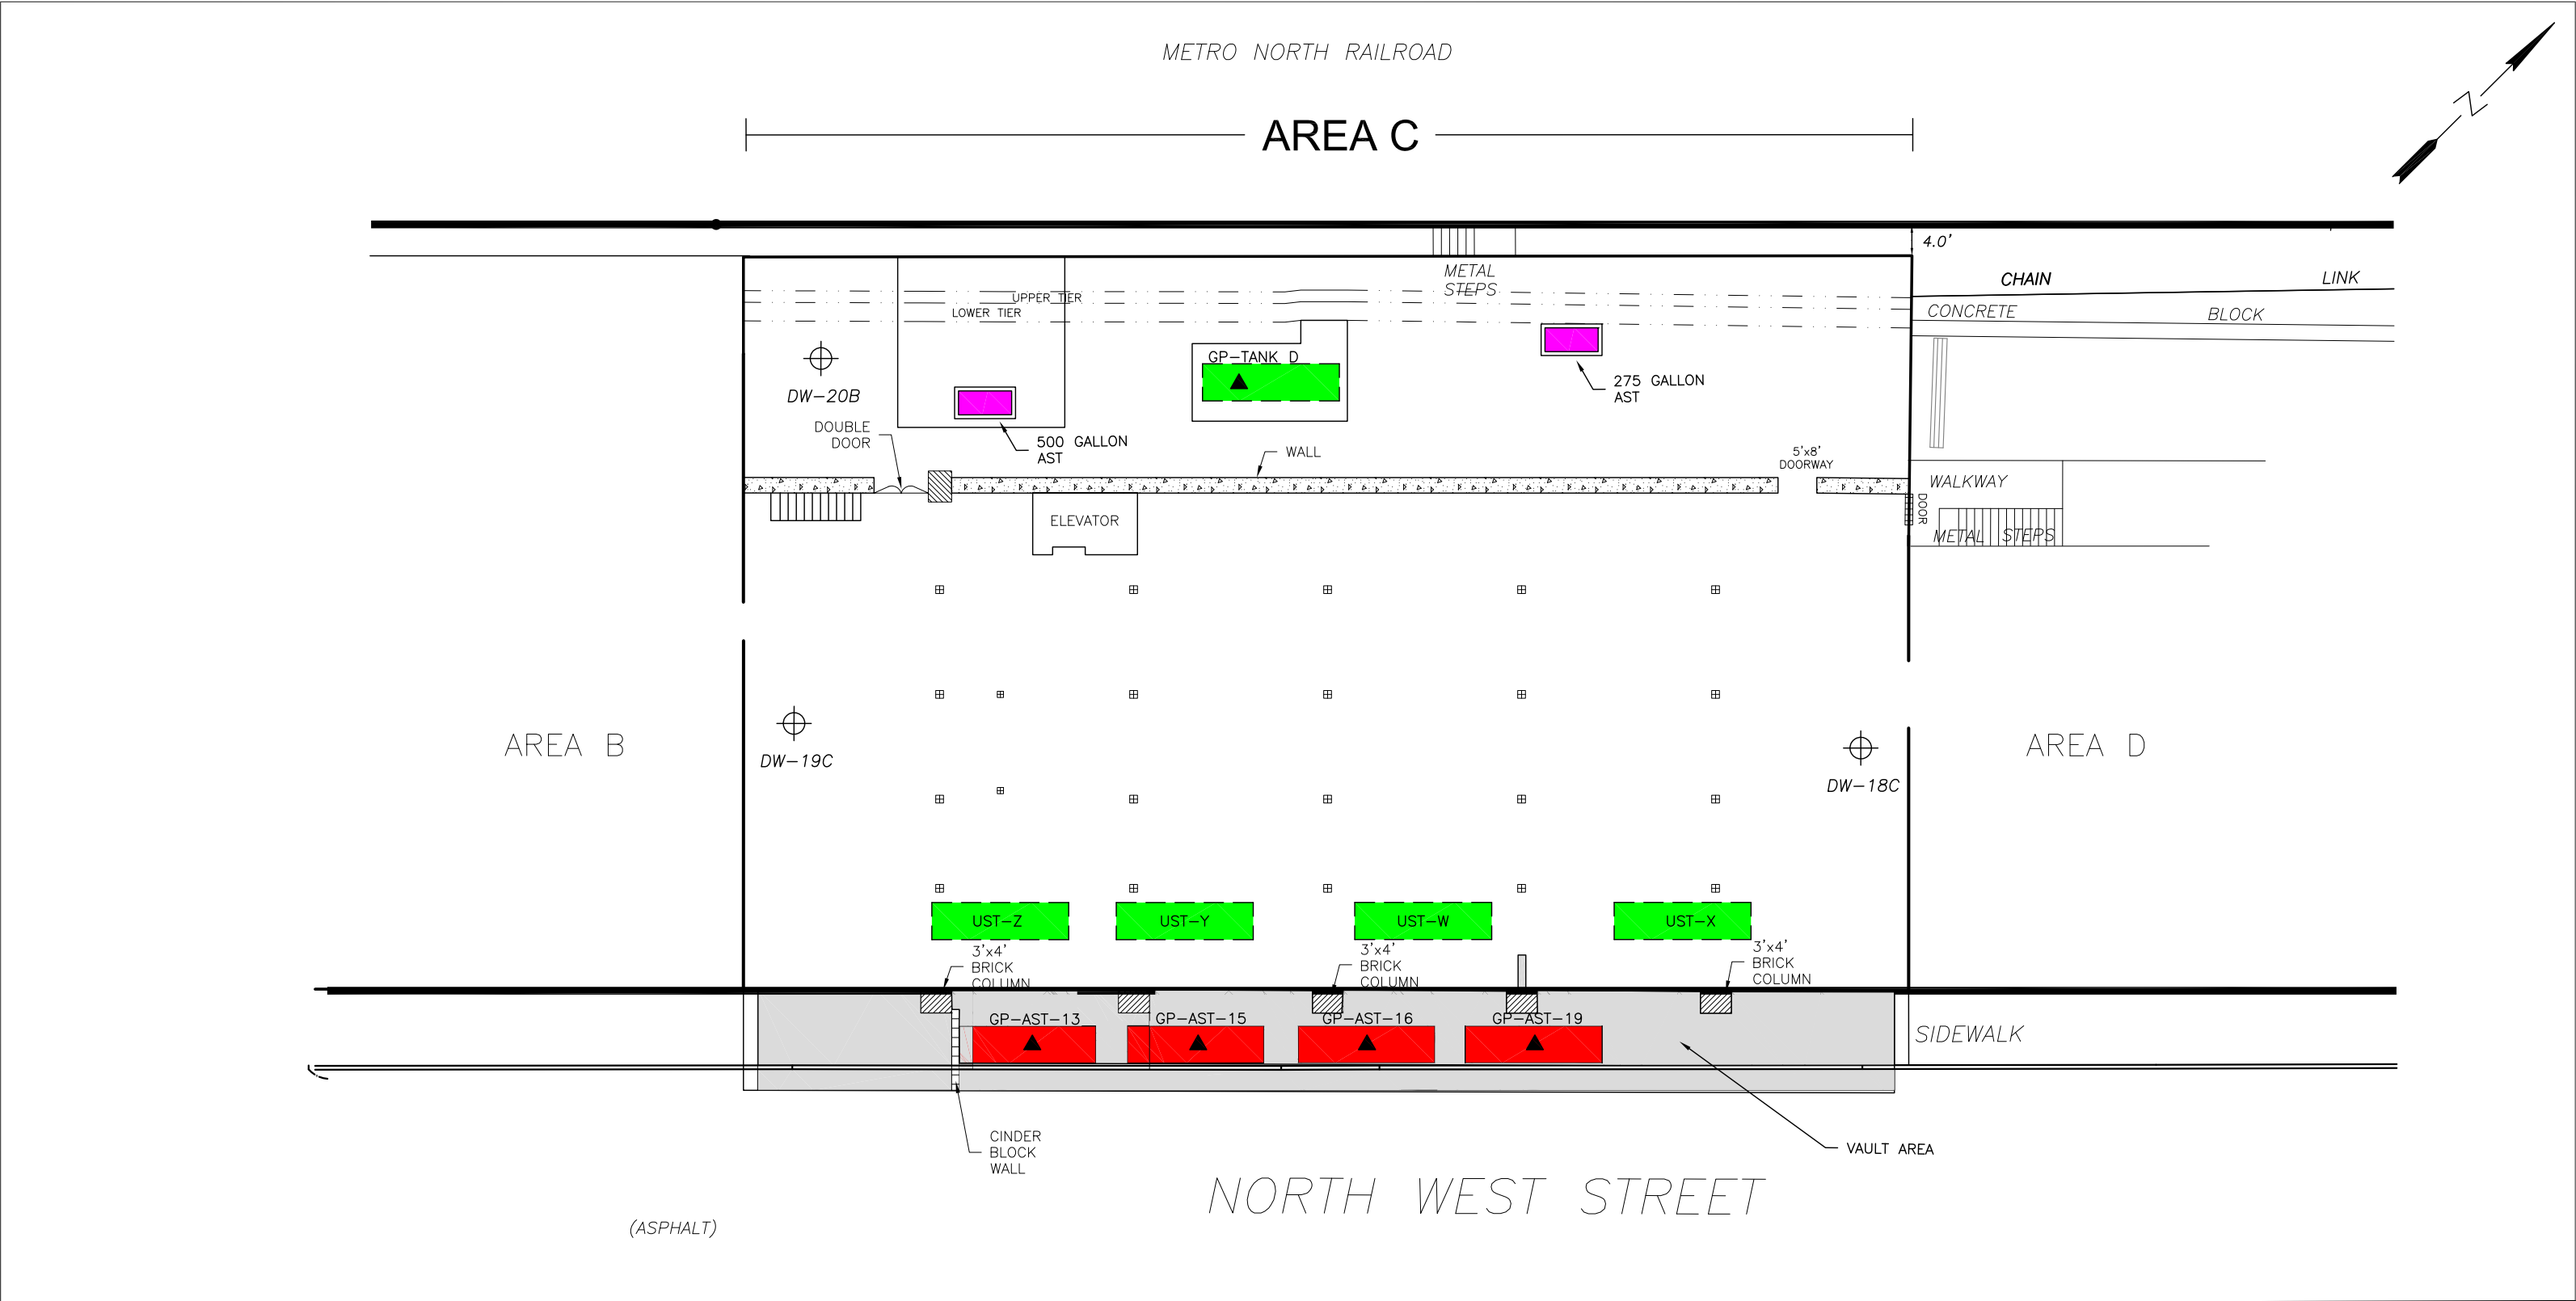 METRO NORTH RAILROAD
N
AREA C
4.0'
METAL
STEPS
CHAIN LINK
UPPER TIER
LOWER TIER
CONCRETE BLOCK
GP-TANK D
DW-20B
275 GALLON
AST
DOUBLE
DOOR
500 GALLON
AST
WALL
5'x8'
DOORWAY
WALKWAY
DOOR
ELEVATOR
METAL STEPS
AREA B
AREA D
DW-19C
DW-18C
UST-Z
UST-Y
UST-W
UST-X
3'x4'
BRICK
COLUMN
3'x4'
BRICK
COLUMN
3'x4'
BRICK
COLUMN
GP-AST-13
GP-AST-15
GP-AST-16
GP-AST-19
SIDEWALK
CINDER
BLOCK
WALL
VAULT AREA
NORTH WEST STREET
(ASPHALT)